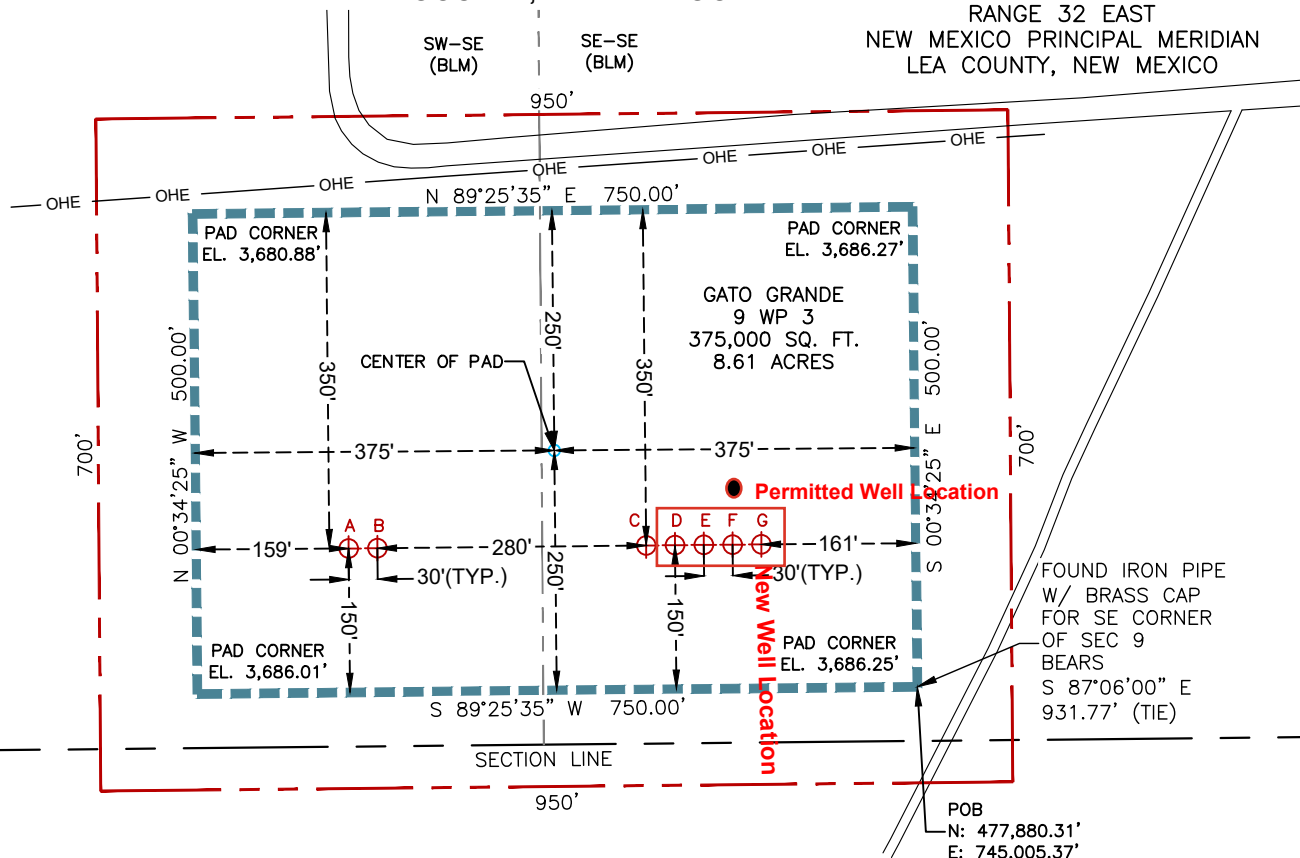 RANGE 32 EAST
NEW MEXICO PRINCIPAL MERIDIAN
LEA COUNTY, NEW MEXICO
SW-SE
(BLM)
SE-SE
(BLM)
950'
OHE
OHE
OHE
OHE
OHE
OHE
OHE
N 89°25'35" E 750.00'
PAD CORNER
EL. 3,680.88'
PAD CORNER
EL. 3,686.27'
GATO GRANDE
9 WP 3
375,000 SQ. FT.
8.61 ACRES
CENTER OF PAD
350'
250'
350'
N 00°34'25" W 500.00'
S 00°34'25" E 500.00'
700'
700'
375'
375'
Permitted Well Location
A
B
C
D
E
F
G
159'
280'
161'
30'(TYP.)
30'(TYP.)
150'
250'
150'
New Well Location
PAD CORNER
EL. 3,686.01'
PAD CORNER
EL. 3,686.25'
FOUND IRON PIPE
W/ BRASS CAP
FOR SE CORNER
OF SEC 9
BEARS
S 87°06'00" E
931.77' (TIE)
S 89°25'35" W 750.00'
SECTION LINE
950'
POB
N: 477,880.31'
E: 745,005.37'